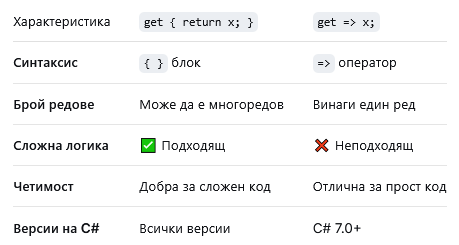 Характеристика get { return x; } get => x;
Синтаксис { } блок => оператор
Брой редове Може да е многоредов Винаги един ред
Сложна логика ✅ Подходящ ❌ Неподходящ
Четимост Добра за сложен код Отлична за прост код
Версии на C# Всички версии C# 7.0+